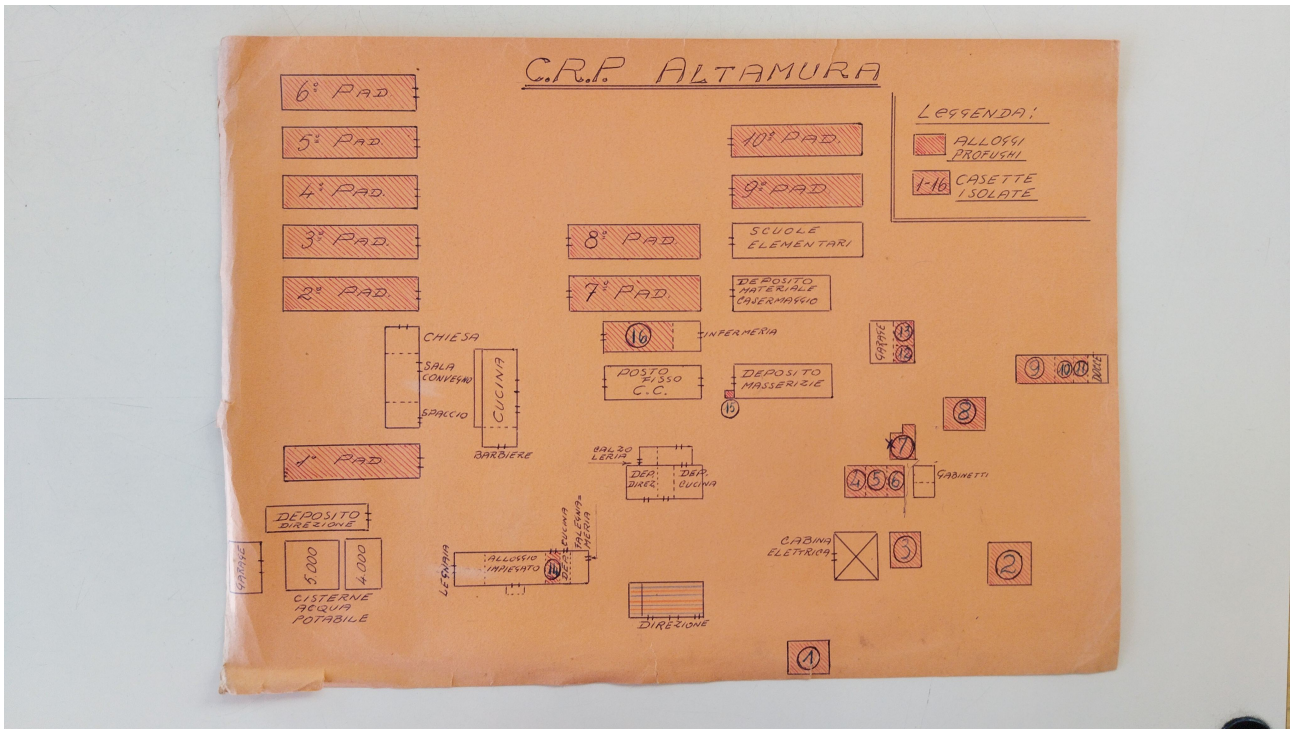 C.R.P. ALTAMURA
LEGGENDA:
ALLOGGI
PROFUGHI
1-16 CASETTE
ISOLATE
6° PAD.
5° PAD.
4° PAD.
3° PAD.
2° PAD.
10° PAD.
9° PAD
8° PAD.
SCUOLE
ELEMENTARI
7° PAD.
DEPOSITO
MATERIALE
CASERMAGGIO
CHIESA
SALA
CONVEGNO
SPACCIO
CUCINA
BARBIERE
16
INFERMERIA
POSTO
FISSO
C.C.
DEPOSITO
MASSERIZIE
15
GARAGE
13
12
9
10
11
DOCCE
8
7
4
5
6
GABINETTI
1° PAD.
CALZO
LERIA
DEP.
DIREZ
DEP.
CUCINA
DEPOSITO
DIREZIONE
GARAGE
5000
4.000
CISTERNE
ACQUA
POTABILE
LEGNAIA
ALLOGGIO
IMPIEGATO
14
DEP. CUCINA
FALEGNA=
MERIA
CABINA
ELETTRICA
3
2
DIREZIONE
1